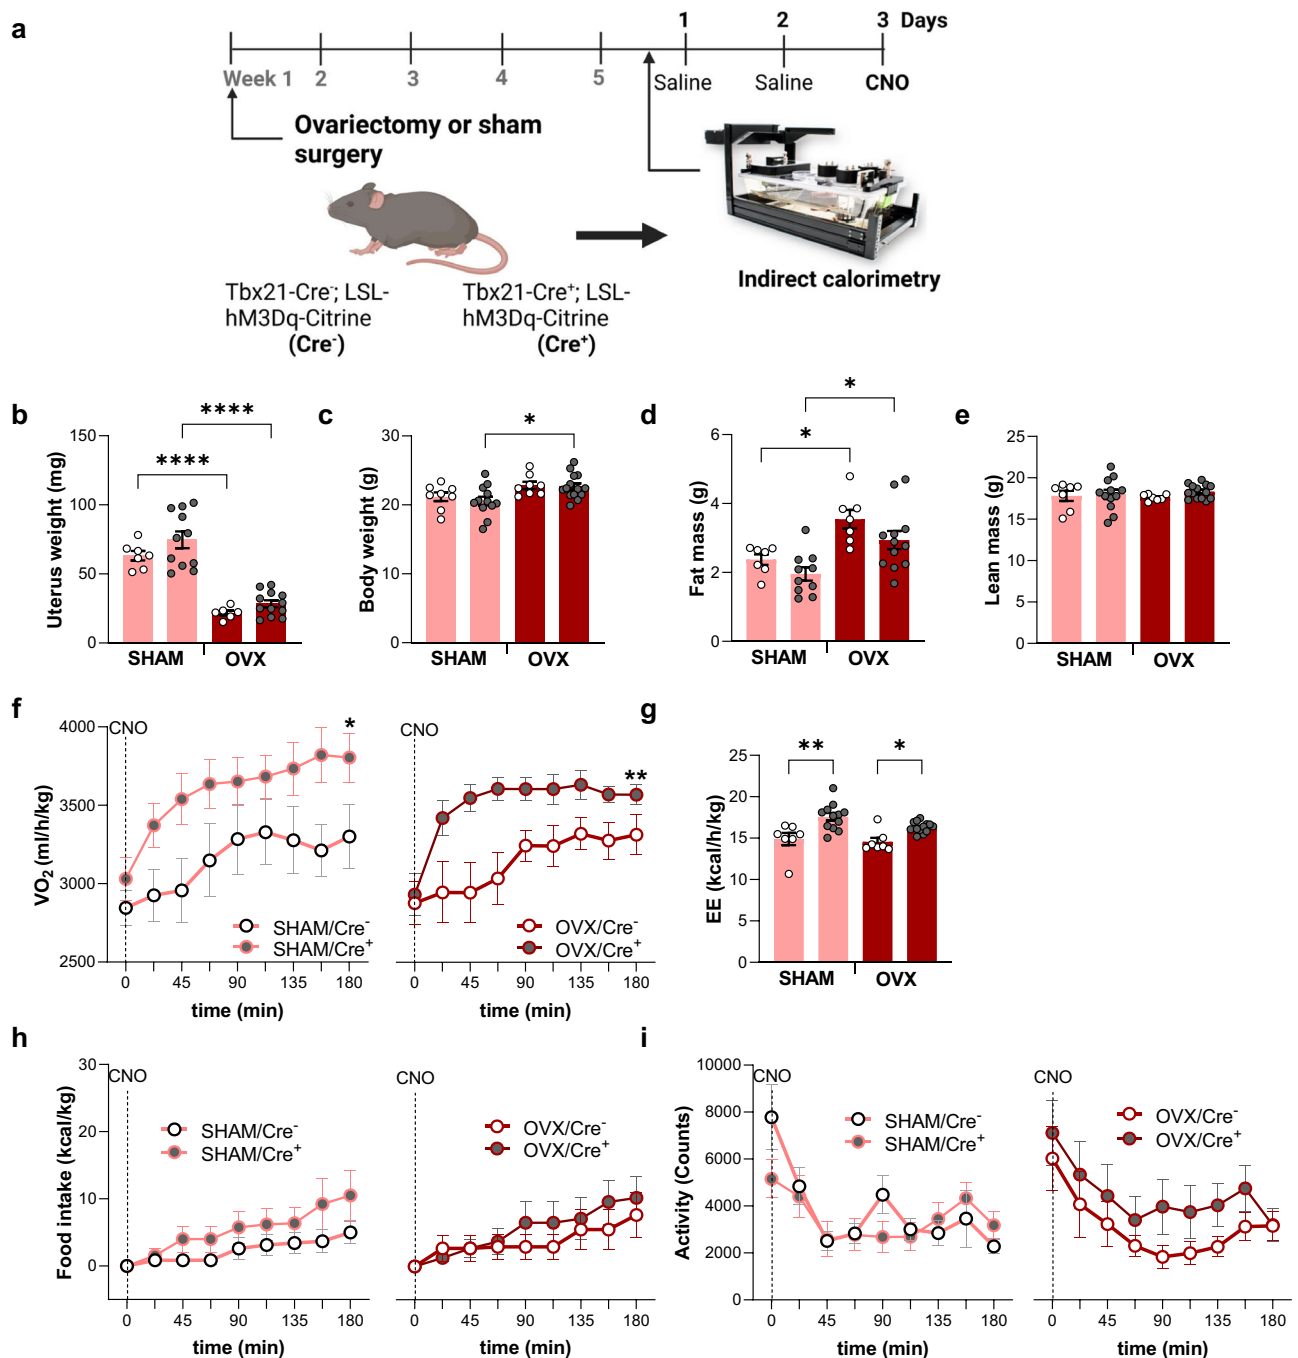 a
1 2 3 Days
Week 1 2 3 4 5 Saline Saline CNO
Ovariectomy or sham
surgery
Indirect calorimetry
Tbx21-Cre⁻; LSL-
hM3Dq-Citrine
(Cre⁻)
Tbx21-Cre⁺; LSL-
hM3Dq-Citrine
(Cre⁺)
b
****
****
Uterus weight (mg)
150
100
50
0
SHAM OVX
c
*
Body weight (g)
30
20
10
0
SHAM OVX
d
*
*
Fat mass (g)
6
4
2
0
SHAM OVX
e
Lean mass (g)
25
20
15
10
5
0
SHAM OVX
f
CNO
*
VO₂ (ml/h/kg)
4000
3500
3000
2500
SHAM/Cre⁻
SHAM/Cre⁺
0 45 90 135 180
time (min)
CNO
**
OVX/Cre⁻
OVX/Cre⁺
0 45 90 135 180
time (min)
g
** *
EE (kcal/h/kg)
25
20
15
10
5
0
SHAM OVX
h
CNO
Food intake (kcal/kg)
30
20
10
0
SHAM/Cre⁻
SHAM/Cre⁺
0 45 90 135 180
time (min)
CNO
OVX/Cre⁻
OVX/Cre⁺
0 45 90 135 180
time (min)
i
CNO
Activity (Counts)
10000
8000
6000
4000
2000
0
SHAM/Cre⁻
SHAM/Cre⁺
0 45 90 135 180
time (min)
CNO
OVX/Cre⁻
OVX/Cre⁺
0 45 90 135 180
time (min)